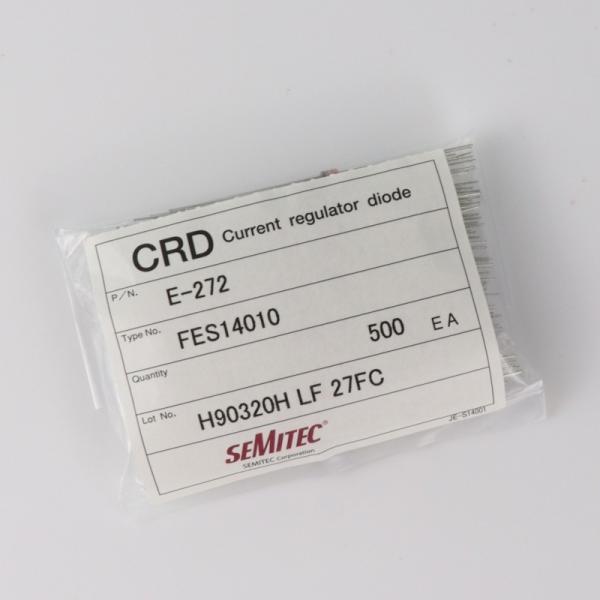 CRD Current regulator diode
P/N. E-272
Type No. FES14010
Quantity 500 EA
Lot No. H90320H LF 27FC
SEMITEC®
SEMITEC Corporation
JE-S14001